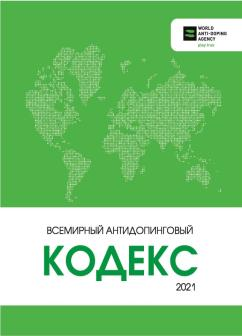 WORLD
ANTI-DOPING
AGENCY
play true
ВСЕМИРНЫЙ АНТИДОПИНГОВЫЙ
КОДЕКС
2021